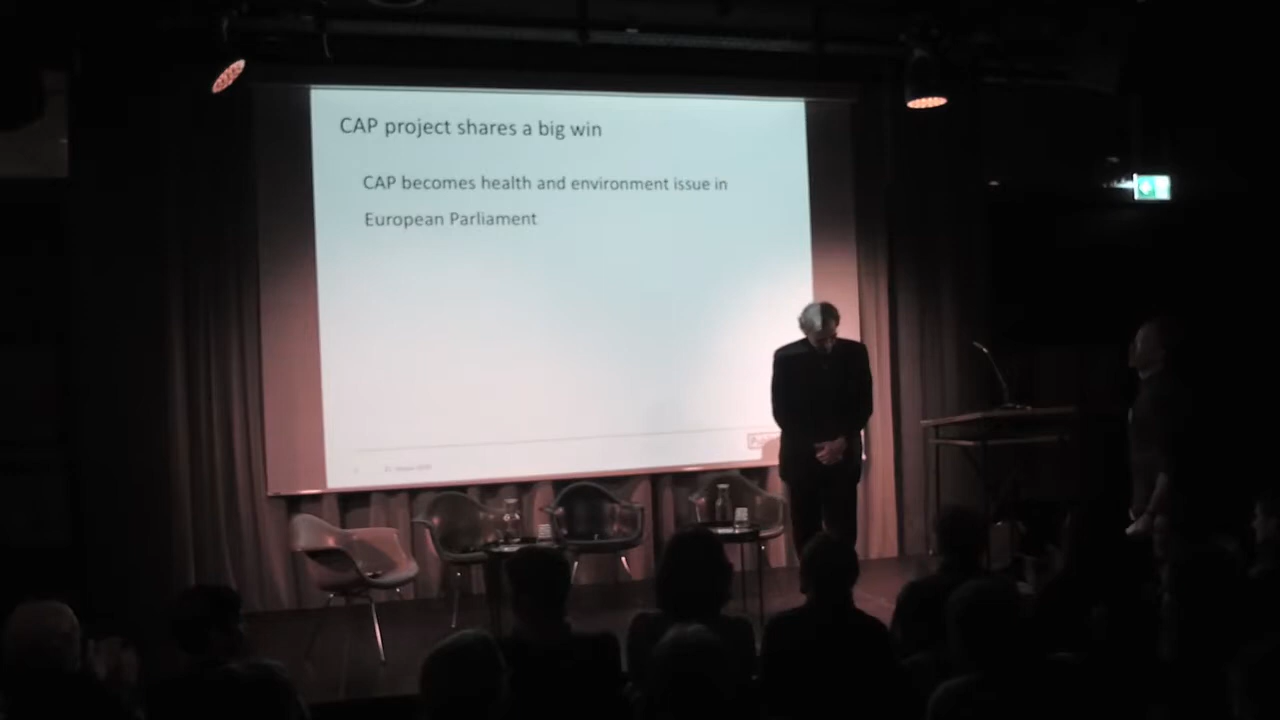 CAP project shares a big win
CAP becomes health and environment issue in
European Parliament